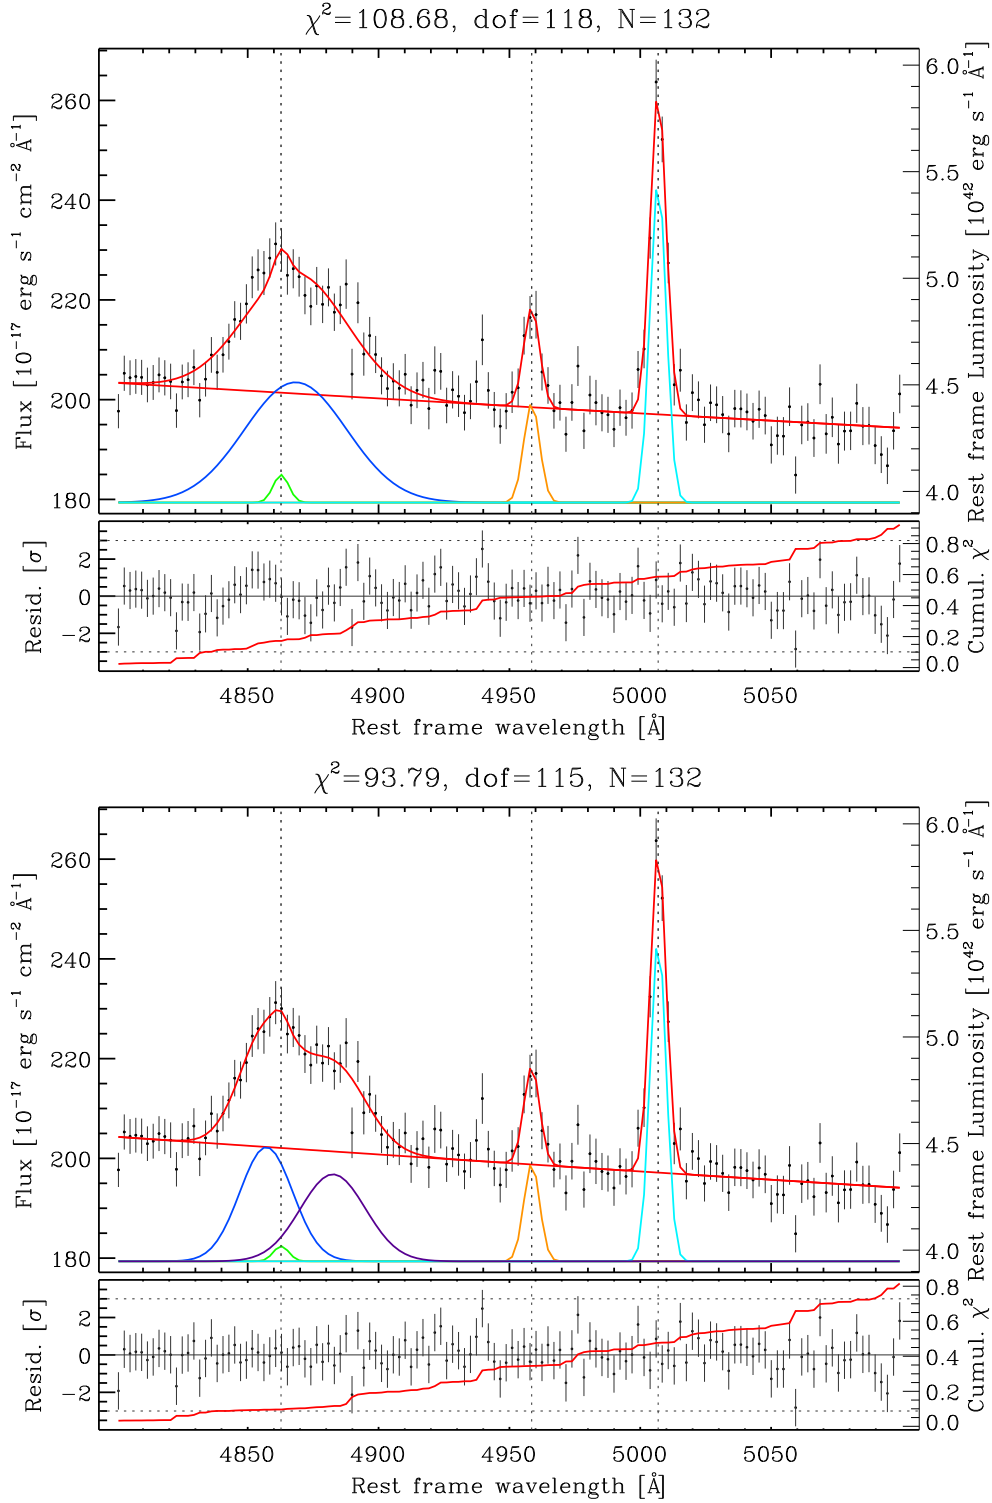 χ²=108.68, dof=118, N=132
Flux [10⁻¹⁷ erg s⁻¹ cm⁻² Å⁻¹]
260
240
220
200
180
6.0
5.5
5.0
4.5
4.0
Rest frame Luminosity [10⁴² erg s⁻¹ Å⁻¹]
Resid. [σ]
2
0
−2
0.8
0.6
0.4
0.2
0.0
Cumul. χ²
4850 4900 4950 5000 5050
Rest frame wavelength [Å]
χ²=93.79, dof=115, N=132
Flux [10⁻¹⁷ erg s⁻¹ cm⁻² Å⁻¹]
260
240
220
200
180
6.0
5.5
5.0
4.5
4.0
Rest frame Luminosity [10⁴² erg s⁻¹ Å⁻¹]
Resid. [σ]
2
0
−2
0.8
0.6
0.4
0.2
0.0
Cumul. χ²
4850 4900 4950 5000 5050
Rest frame wavelength [Å]